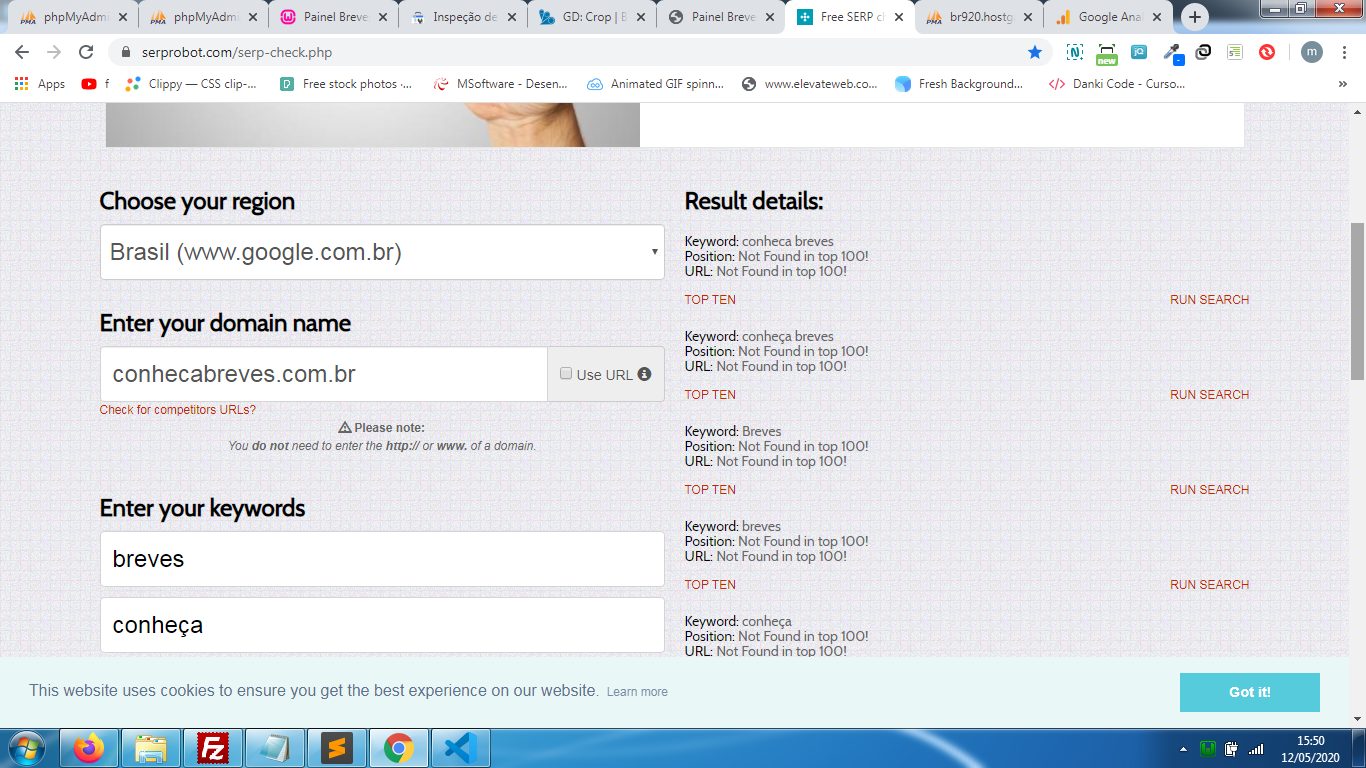 phpMyAdmi
phpMyAdmi
Painel Breve
Inspeção de
GD: Crop | B
Painel Breve
Free SERP ch
br920.hostga
Google Anal
serprobot.com/serp-check.php
new
m
Apps
f
Clippy — CSS clip-...
Free stock photos ·...
MSoftware - Desen...
Animated GIF spinn...
www.elevateweb.co...
Fresh Background...
Danki Code - Curso...
»
Choose your region
Brasil (www.google.com.br)
Enter your domain name
conhecabreves.com.br
Use URL
Check for competitors URLs?
Please note:
You do not need to enter the http:// or www. of a domain.
Enter your keywords
breves
conheça
Result details:
Keyword: conheca breves
Position: Not Found in top 100!
URL: Not Found in top 100!
TOP TEN RUN SEARCH
Keyword: conheça breves
Position: Not Found in top 100!
URL: Not Found in top 100!
TOP TEN RUN SEARCH
Keyword: Breves
Position: Not Found in top 100!
URL: Not Found in top 100!
TOP TEN RUN SEARCH
Keyword: breves
Position: Not Found in top 100!
URL: Not Found in top 100!
TOP TEN RUN SEARCH
Keyword: conheça
Position: Not Found in top 100!
URL: Not Found in top 100!
This website uses cookies to ensure you get the best experience on our website. Learn more
Got it!
15:50
12/05/2020